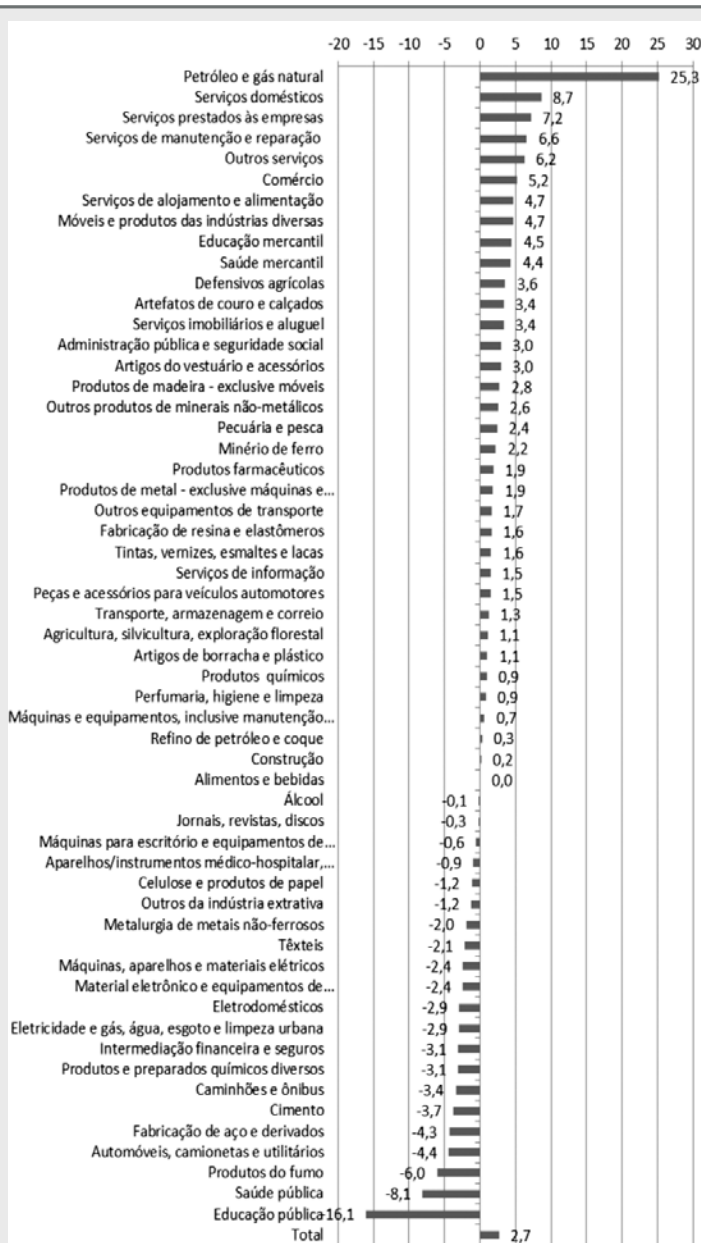 -20 -15 -10 -5 0 5 10 15 20 25 30
Petróleo e gás natural 25,3
Serviços domésticos 8,7
Serviços prestados às empresas 7,2
Serviços de manutenção e reparação 6,6
Outros serviços 6,2
Comércio 5,2
Serviços de alojamento e alimentação 4,7
Móveis e produtos das indústrias diversas 4,7
Educação mercantil 4,5
Saúde mercantil 4,4
Defensivos agrícolas 3,6
Artefatos de couro e calçados 3,4
Serviços imobiliários e aluguel 3,4
Administração pública e seguridade social 3,0
Artigos do vestuário e acessórios 3,0
Produtos de madeira - exclusive móveis 2,8
Outros produtos de minerais não-metálicos 2,6
Pecuária e pesca 2,4
Minério de ferro 2,2
Produtos farmacêuticos 1,9
Produtos de metal - exclusive máquinas e... 1,9
Outros equipamentos de transporte 1,7
Fabricação de resina e elastômeros 1,6
Tintas, vernizes, esmaltes e lacas 1,6
Serviços de informação 1,5
Peças e acessórios para veículos automotores 1,5
Transporte, armazenagem e correio 1,3
Agricultura, silvicultura, exploração florestal 1,1
Artigos de borracha e plástico 1,1
Produtos químicos 0,9
Perfumaria, higiene e limpeza 0,9
Máquinas e equipamentos, inclusive manutenção... 0,7
Refino de petróleo e coque 0,3
Construção 0,2
Alimentos e bebidas 0,0
Álcool -0,1
Jornais, revistas, discos -0,3
Máquinas para escritório e equipamentos de... -0,6
Aparelhos/instrumentos médico-hospitalar,... -0,9
Celulose e produtos de papel -1,2
Outros da indústria extrativa -1,2
Metalurgia de metais não-ferrosos -2,0
Têxteis -2,1
Máquinas, aparelhos e materiais elétricos -2,4
Material eletrônico e equipamentos de... -2,4
Eletrodomésticos -2,9
Eletricidade e gás, água, esgoto e limpeza urbana -2,9
Intermediação financeira e seguros -3,1
Produtos e preparados químicos diversos -3,1
Caminhões e ônibus -3,4
Cimento -3,7
Fabricação de aço e derivados -4,3
Automóveis, camionetas e utilitários -4,4
Produtos do fumo -6,0
Saúde pública -8,1
Educação pública -16,1
Total 2,7